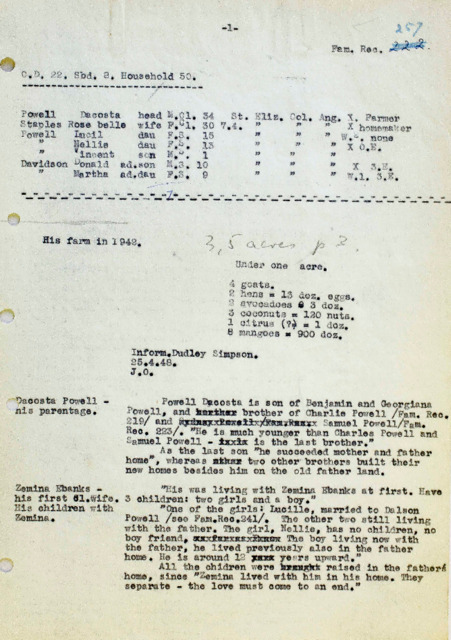 -1-
257
Fam. Rec. 222
C.D. 22. Sbd. 3. Household 50.
Powell Dacosta head M.Cl. 34 St. Eliz. Col. Ang. X. Farmer
Staples Rose belle wife F.Cl. 30 7.4. " " " X homemaker
Powell Lucil dau F.S. 15 " " " W.4. none
" Nellie dau F.S. 13 " " " X O.E.
" Vincent son M.S. 1 " " "
Davidson Donald ad.son M.S. 10 " " " X 3.E.
" Martha ad.dau F.S. 9 " " " W.l. 3.E.
His farm in 1942.
3,5 acres p 3.
Under one acre.
4 goats.
2 hens = 13 doz. eggs.
2 avocadoes @ 3 doz.
3 coconuts = 120 nuts.
1 citrus (?) = 1 doz.
8 mangoes = 900 doz.
Inform.Dudley Simpson.
25.4.48.
J.O.
Dacosta Powell -
his parentage.
Powell Dacosta is son of Benjamin and Georgiana
Powell, and brother of Charlie Powell /Fam. Rec.
219/ and Samuel Powell/Fam.
Rec. 223/. "He is much younger than Charles Powell and
Samuel Powell - is the last brother."
As the last son "he succeeded mother and father
home", whereas two other brothers built their
new homes besides him on the old father land.
Zemina Ebanks -
his first Cl.Wife.
His children with
Zemina.
"His was living with Zemina Ebanks at first. Have
3 children: two girls and a boy."
"One of the girls: Lucille, married to Dalson
Powell /see Fam.Rec.241/. The other two still living
with the father. The girl, Nellie, has no children, no
boy friend, The boy living now with
the father, he lived previously also in the father
home. He is around 12 years upward."
All the chidren were raised in the father
home, since "Zemina lived with him in his home. They
separate - the love must come to an end."